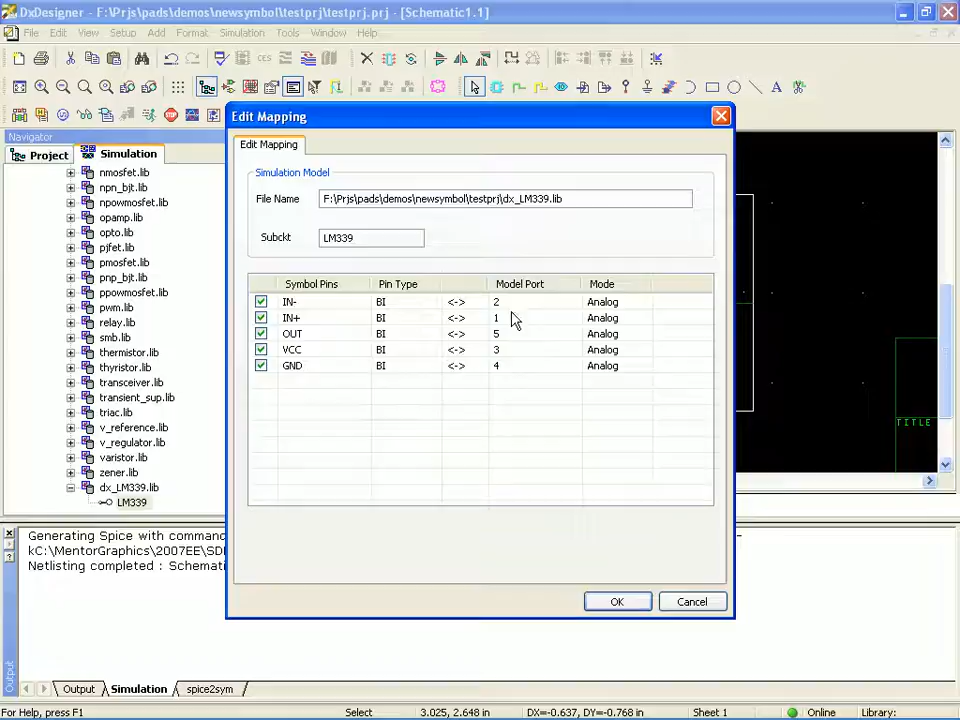 DxDesigner - F:\Prjs\pads\demos\newsymbol\testprj\testprj.prj - [Schematic1.1]
File Edit View Setup Add Format Simulation Tools Window Help
CES
Navigator
Project Simulation
nmosfet.lib
npn_bjt.lib
npowmosfet.lib
opamp.lib
opto.lib
pjfet.lib
pmosfet.lib
pnp_bjt.lib
ppowmosfet.lib
pwm.lib
relay.lib
smb.lib
thermistor.lib
thyristor.lib
transceiver.lib
transient_sup.lib
triac.lib
v_reference.lib
v_regulator.lib
varistor.lib
zener.lib
dx_LM339.lib
LM339
Edit Mapping
Edit Mapping
Simulation Model
File Name F:\Prjs\pads\demos\newsymbol\testprj\dx_LM339.lib
Subckt LM339
Symbol Pins Pin Type Model Port Mode
IN- BI <-> 2 Analog
IN+ BI <-> 1 Analog
OUT BI <-> 5 Analog
VCC BI <-> 3 Analog
GND BI <-> 4 Analog
OK Cancel
TITLE
Generating Spice with command
kC:\MentorGraphics\2007EE\SD
Netlisting completed : Schemati
Output
Output Simulation spice2sym
For Help, press F1 Select 3.025, 2.648 in DX=-0.637, DY=-0.768 in Sheet 1 Online Library: